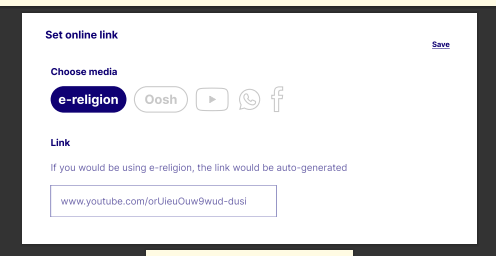 Set online link
Save
Choose media
e-religion Oosh
Link
If you would be using e-religion, the link would be auto-generated
www.youtube.com/orUieuOuw9wud-dusi